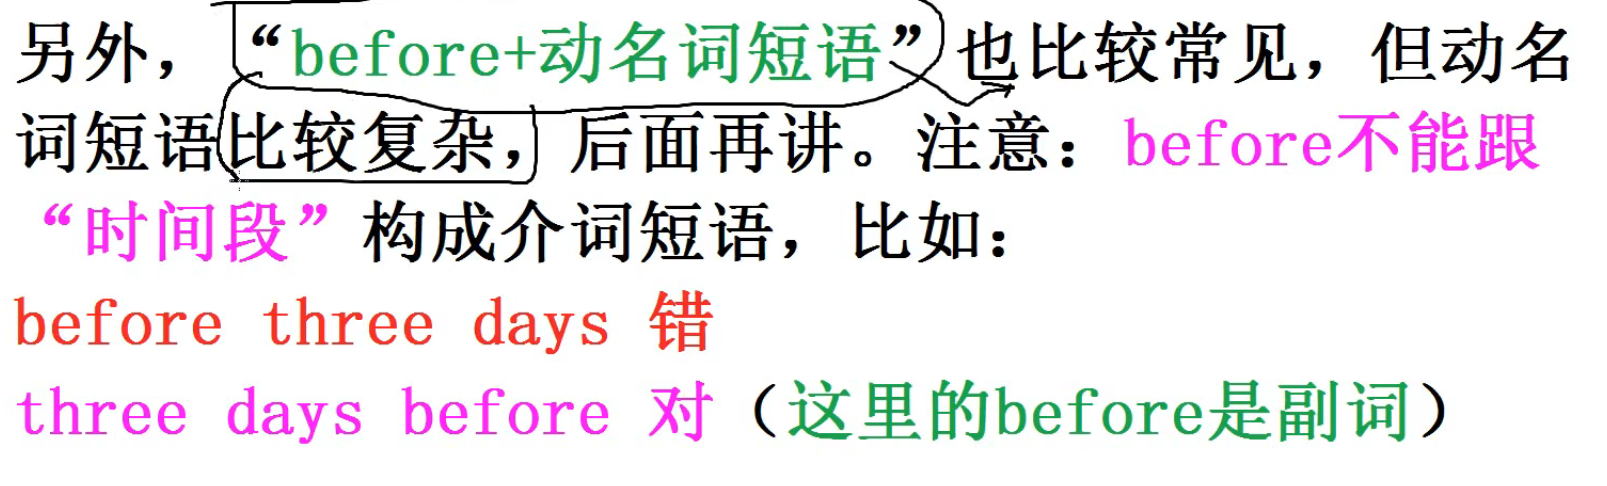 另外，“before+动名词短语”也比较常见，但动名
词短语比较复杂，后面再讲。注意：before不能跟
“时间段”构成介词短语，比如：
before three days 错
three days before 对（这里的before是副词）